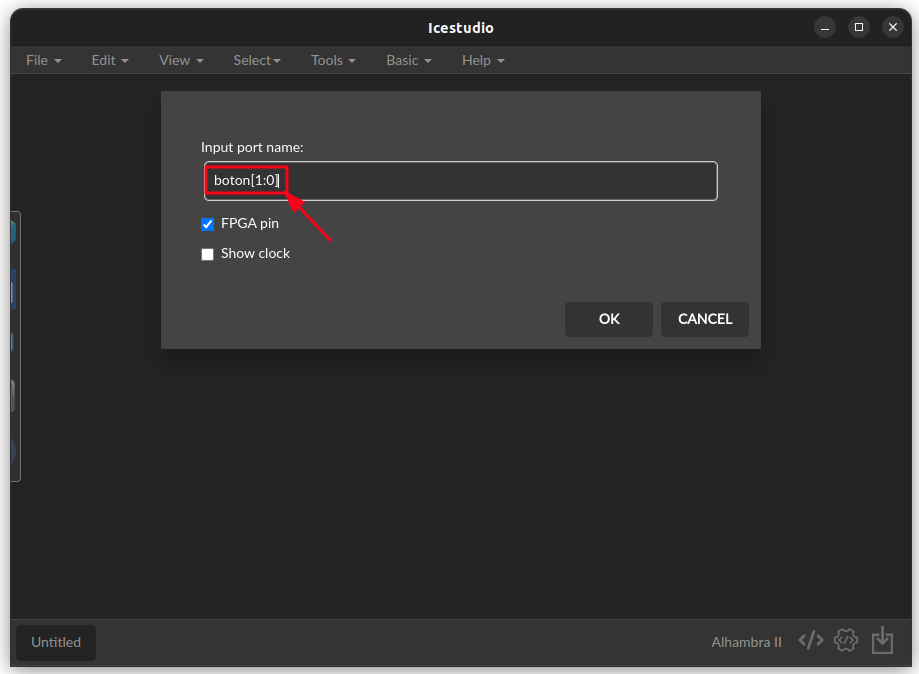 Icestudio
File Edit View Select Tools Basic Help
Input port name:
boton[1:0]
FPGA pin
Show clock
OK CANCEL
Untitled Alhambra II